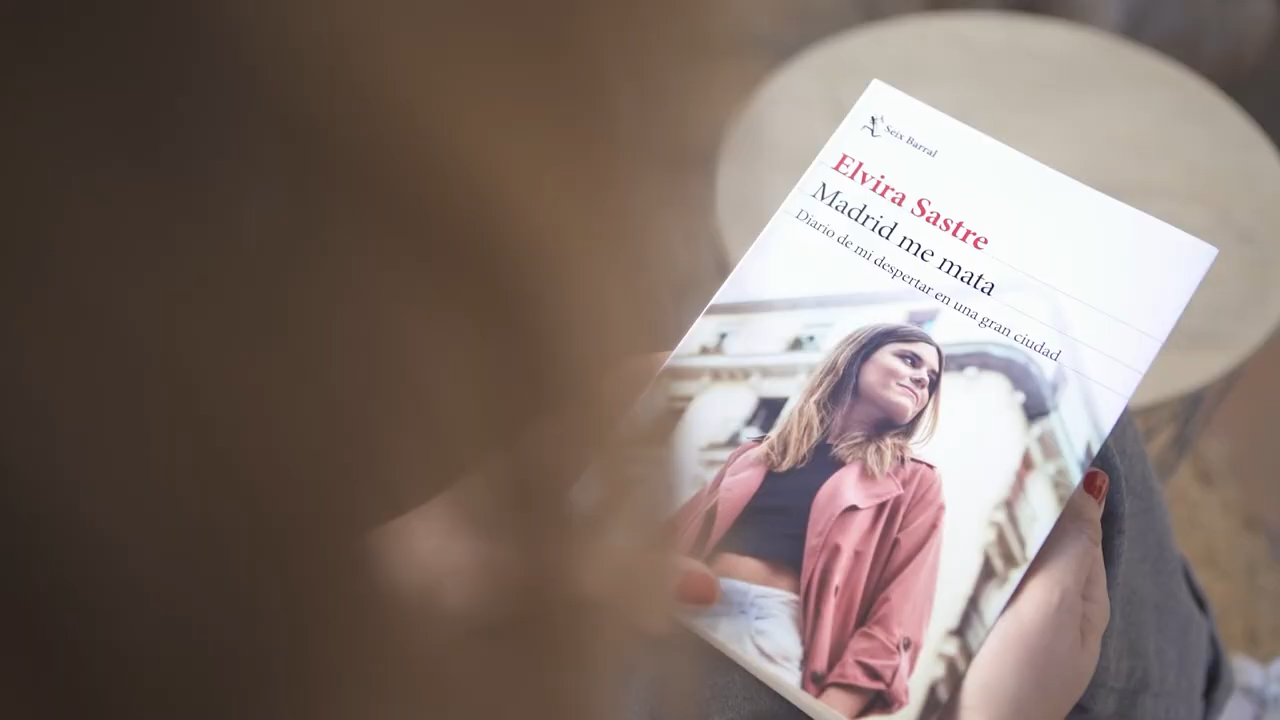 Seix Barral
Elvira Sastre
Madrid me mata
Diario de mi despertar en una gran ciudad